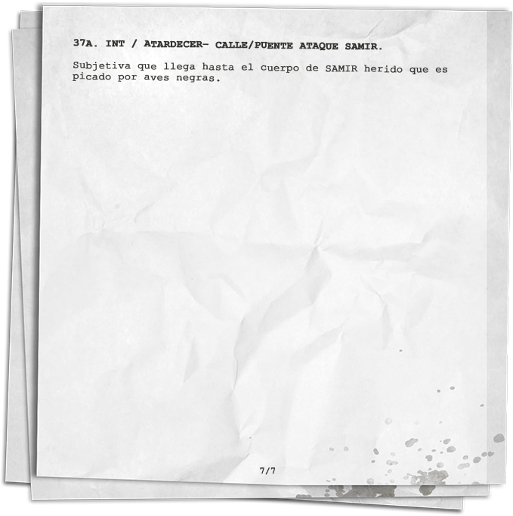 37A. INT / ATARDECER- CALLE/PUENTE ATAQUE SAMIR.
Subjetiva que llega hasta el cuerpo de SAMIR herido que es
picado por aves negras.
7/7